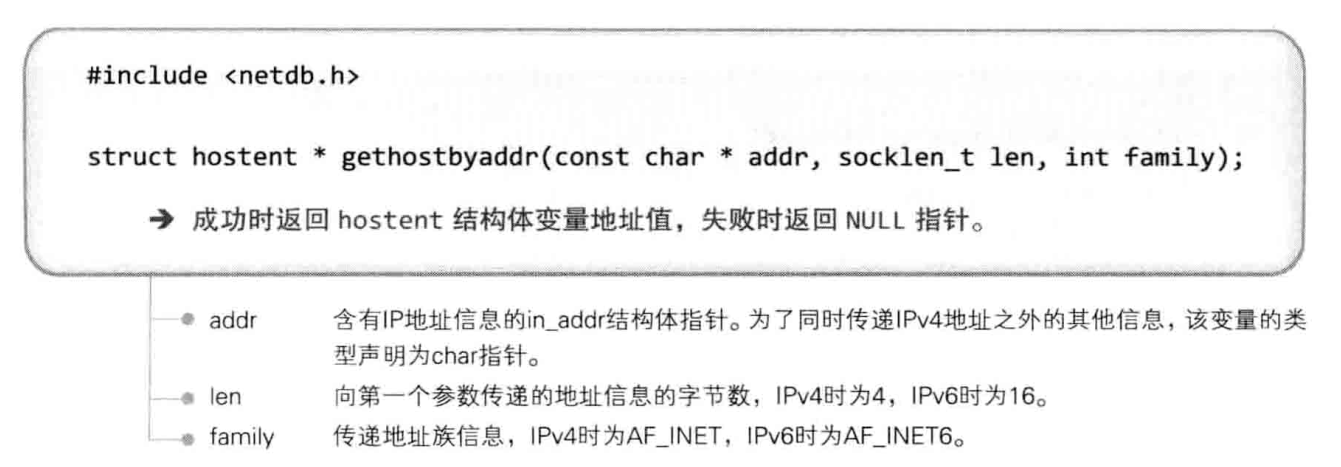 #include <netdb.h>
struct hostent * gethostbyaddr(const char * addr, socklen_t len, int family);
➔ 成功时返回 hostent 结构体变量地址值，失败时返回 NULL 指针。
addr 含有IP地址信息的in_addr结构体指针。为了同时传递IPv4地址之外的其他信息，该变量的类
型声明为char指针。
len 向第一个参数传递的地址信息的字节数，IPv4时为4，IPv6时为16。
family 传递地址族信息，IPv4时为AF_INET，IPv6时为AF_INET6。